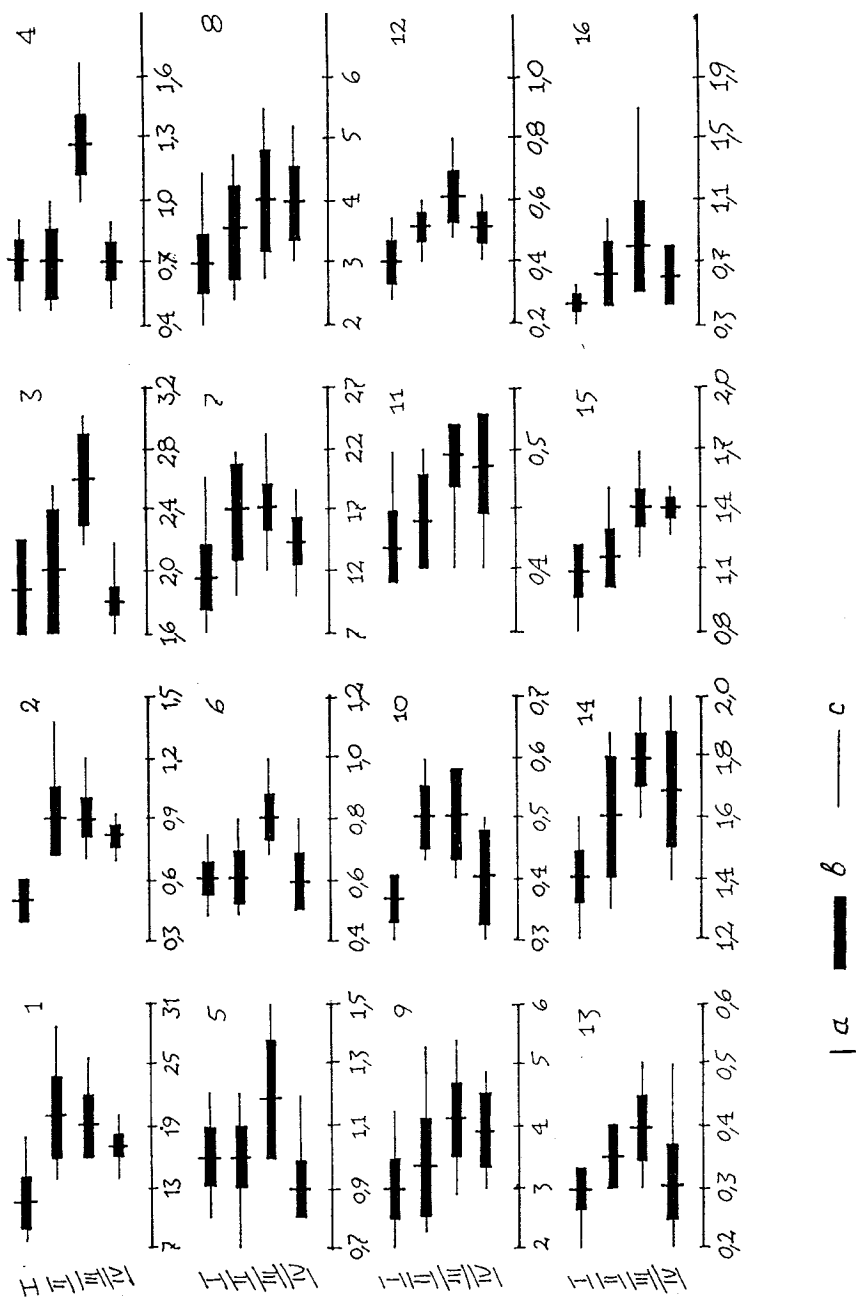 1 2 3 4
I
II
III
IV
7 13 19 25 31 0,3 0,6 0,9 1,2 1,5 1,6 2,0 2,4 2,8 3,2 0,4 0,7 1,0 1,3 1,6
5 6 7 8
I
II
III
IV
0,7 0,9 1,1 1,3 1,5 0,4 0,6 0,8 1,0 1,2 7 12 17 22 27 2 3 4 5 6
9 10 11 12
I
II
III
IV
2 3 4 5 6 0,3 0,4 0,5 0,6 0,7 0,4 0,5 0,2 0,4 0,6 0,8 1,0
13 14 15 16
I
II
III
IV
0,2 0,3 0,4 0,5 0,6 1,2 1,4 1,6 1,8 2,0 0,8 1,1 1,4 1,7 2,0 0,3 0,7 1,1 1,5 1,9
a b c